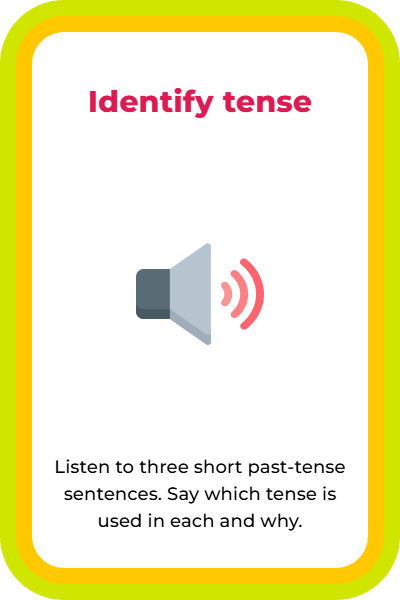 Identify tense
Listen to three short past-tense
sentences. Say which tense is
used in each and why.